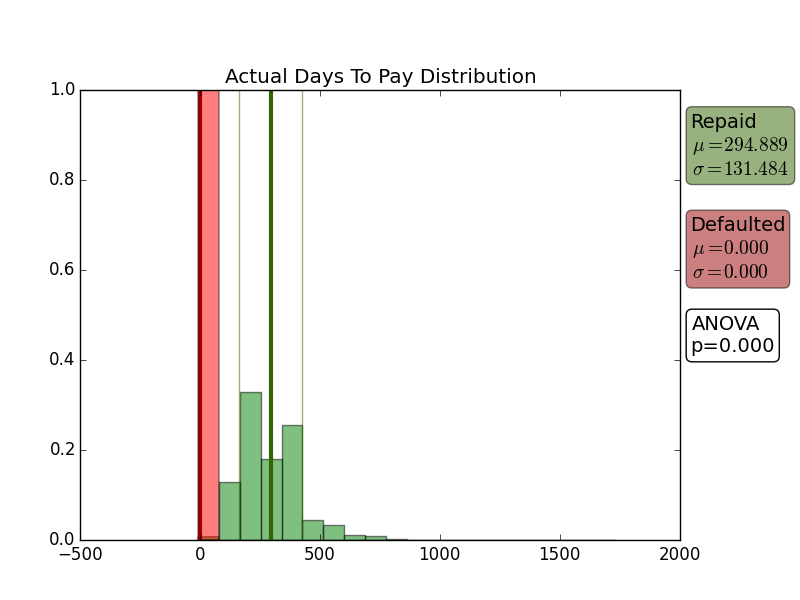 Actual Days To Pay Distribution
1.0
0.8
0.6
0.4
0.2
0.0
−500
0
500
1000
1500
2000
Repaid
μ=294.889
σ=131.484
Defaulted
μ=0.000
σ=0.000
ANOVA
p=0.000